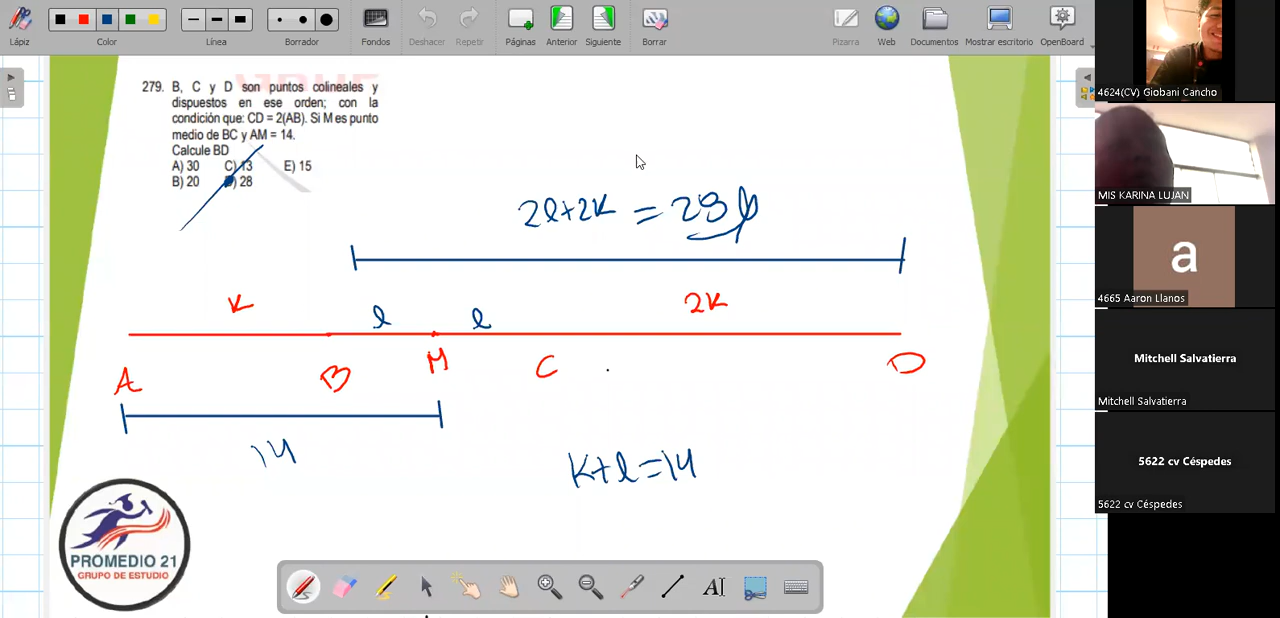 Lápiz
Color
Línea
Borrador
Fondos
Deshacer
Repetir
Páginas
Anterior
Siguiente
Borrar
Pizarra
Web
Documentos
Mostrar escritorio
OpenBoard
279. B, C y D son puntos colineales y
dispuestos en ese orden; con la
condición que: CD = 2(AB). Si M es punto
medio de BC y AM = 14.
Calcule BD
A) 30 C) 13 E) 15
B) 20 D) 28
2l+2k = 28
k
l
l
2k
A
B
M
C
D
14
k+l=14
PROMEDIO 21
GRUPO DE ESTUDIO
AI
4624(CV) Giobani Cancho
MIS KARINA LUJAN
a
4665 Aaron Llanos
Mitchell Salvatierra
Mitchell Salvatierra
5622 cv Céspedes
5622 cv Céspedes